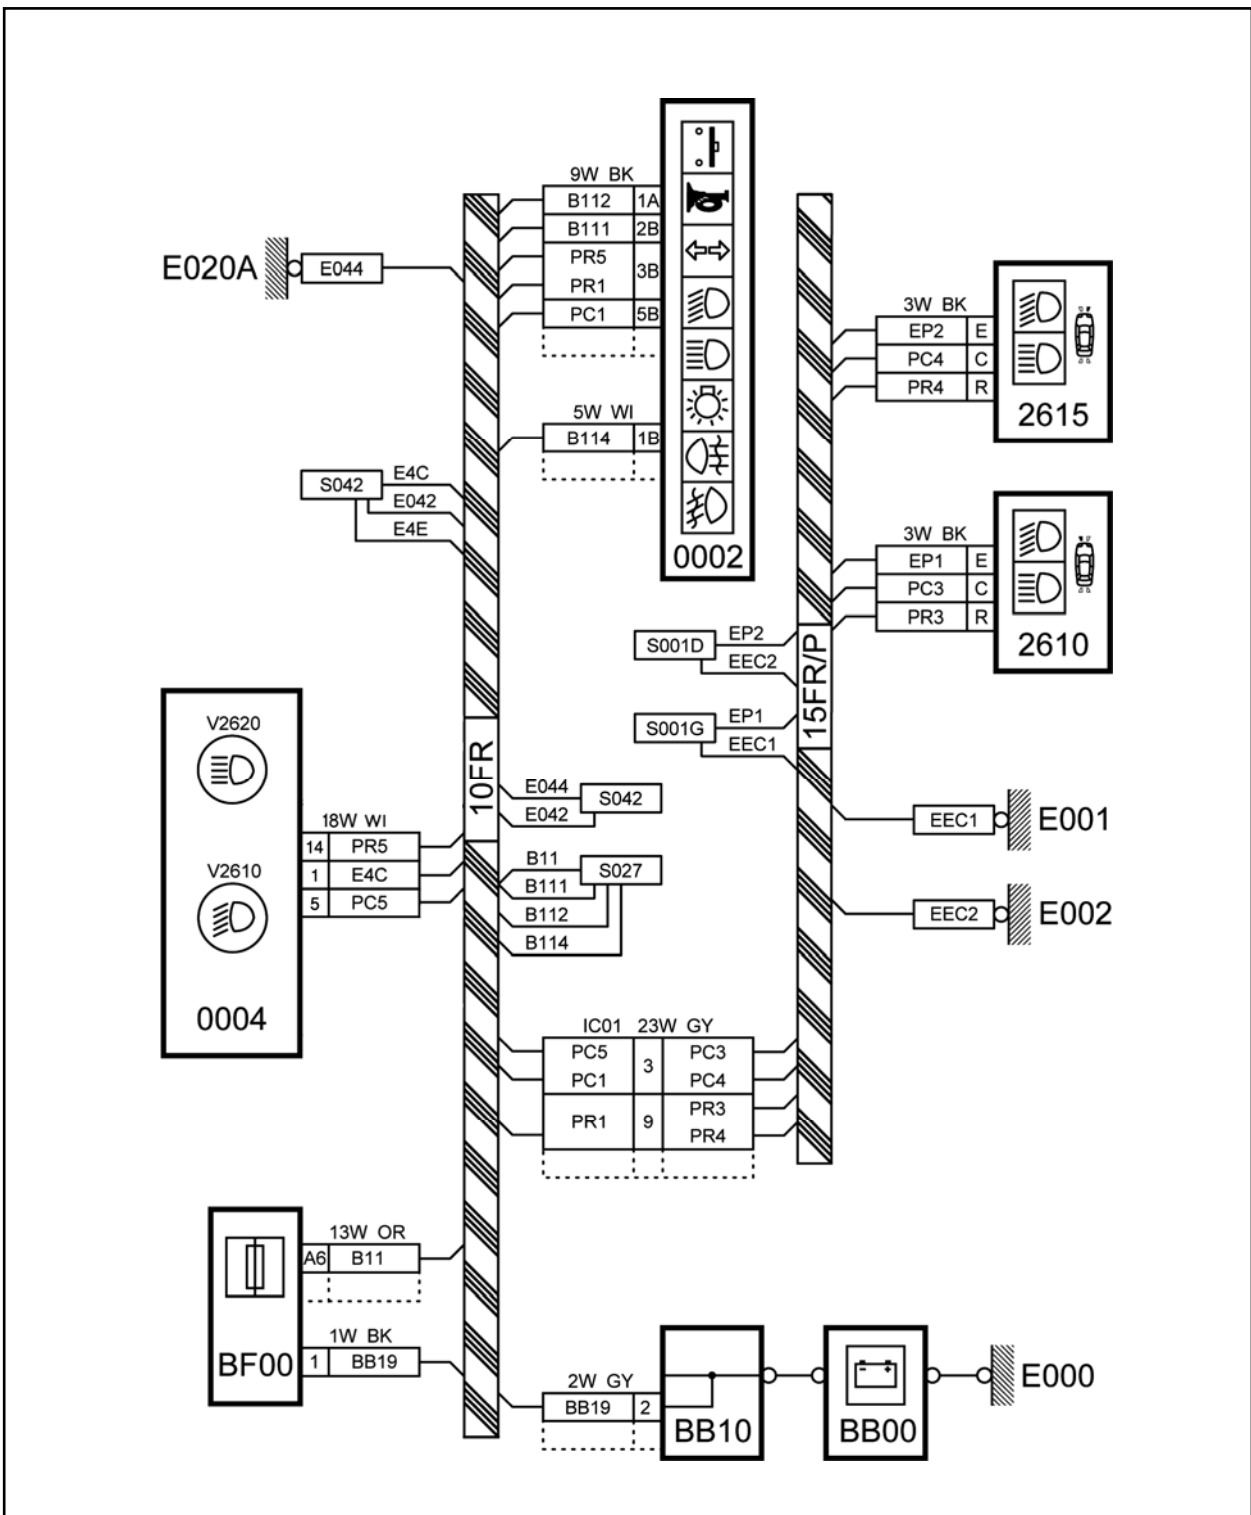 9W BK
B112 1A
B111 2B
PR5
3B
PR1
PC1 5B
E020A
E044
5W WI
B114 1B
0002
3W BK
EP2 E
PC4 C
PR4 R
2615
3W BK
EP1 E
PC3 C
PR3 R
2610
S042
E4C
E042
E4E
S001D
EP2
EEC2
S001G
EP1
EEC1
15FR/P
10FR
V2620
V2610
0004
18W WI
14 PR5
1 E4C
5 PC5
E044
E042
S042
B11
B111
B112
B114
S027
EEC1
E001
EEC2
E002
IC01 23W GY
PC5 3 PC3
PC1 PC4
PR1 9 PR3
PR4
13W OR
A6 B11
1W BK
1 BB19
BF00
2W GY
BB19 2
BB10
BB00
E000